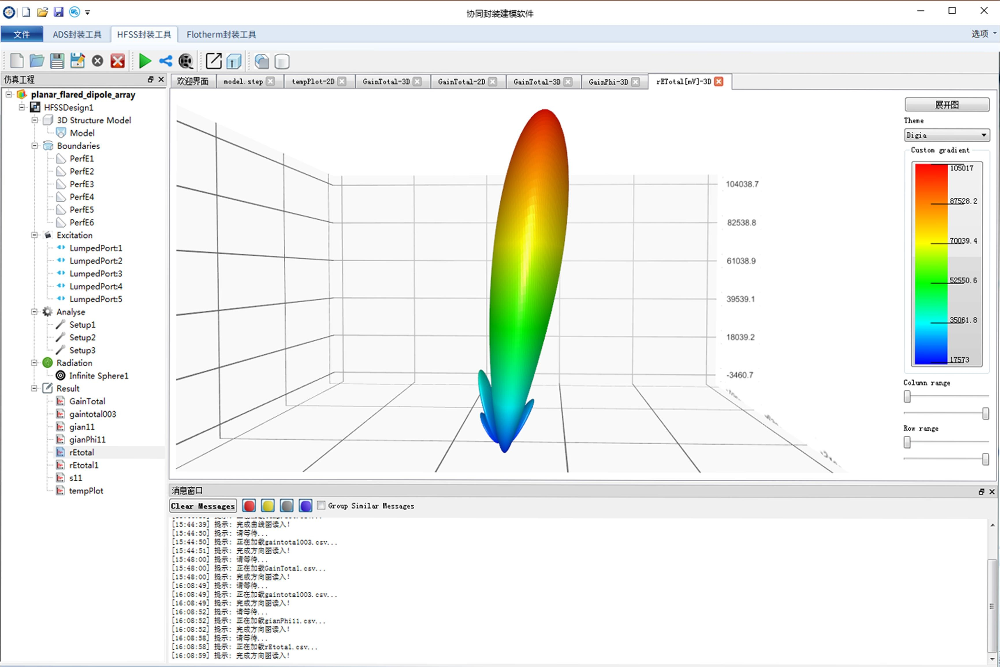 协同封装建模软件
文件
ADS封装工具
HFSS封装工具
Flotherm封装工具
选项
仿真工程
planar_flared_dipole_array
HFSSDesign1
3D Structure Model
Model
Boundaries
PerfE1
PerfE2
PerfE3
PerfE4
PerfE5
PerfE6
Excitation
LumpedPort:1
LumpedPort:2
LumpedPort:3
LumpedPort:4
LumpedPort:5
Analyse
Setup1
Setup2
Setup3
Radiation
Infinite Sphere1
Result
GainTotal
gaintotal003
gian11
gianPhi11
rEtotal
rEtotal1
s11
tempPlot
欢迎界面
model.step
tempPlot-2D
GainTotal-3D
GainTotal-2D
GainTotal-3D
GainPhi-3D
rETotal[mV]-3D
104038.7
82538.8
61038.9
39539.1
18039.2
-3460.7
展开图
Theme
Digia
Custom gradient
105017
87528.2
70039.4
52550.6
35061.8
17573
Column range
Row range
消息窗口
Clear Messages
Group Similar Messages
[15:44:39] 提示: 完成曲线图读入!
[15:44:50] 提示: 请等待...
[15:44:50] 提示: 正在加载gaintotal003.csv...
[15:44:51] 提示: 完成方向图读入!
[15:48:00] 提示: 请等待...
[15:48:00] 提示: 正在加载GainTotal.csv...
[15:48:00] 提示: 完成方向图读入!
[16:08:49] 提示: 请等待...
[16:08:49] 提示: 正在加载gaintotal003.csv...
[16:08:49] 提示: 完成方向图读入!
[16:08:52] 提示: 请等待...
[16:08:52] 提示: 正在加载gianPhi11.csv...
[16:08:52] 提示: 完成方向图读入!
[16:08:58] 提示: 请等待...
[16:08:58] 提示: 正在加载rEtotal.csv...
[16:08:59] 提示: 完成方向图读入!